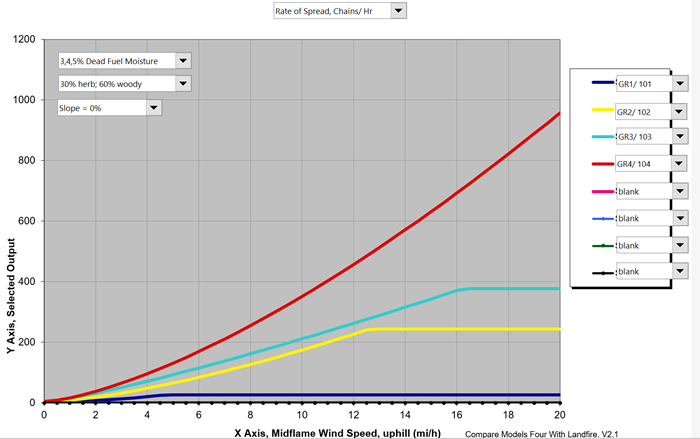 Rate of Spread, Chains/ Hr
1200
1000
800
600
400
200
0
Y Axis, Selected Output
3,4,5% Dead Fuel Moisture
30% herb; 60% woody
Slope = 0%
GR1/ 101
GR2/ 102
GR3/ 103
GR4/ 104
blank
blank
blank
blank
0 2 4 6 8 10 12 14 16 18 20
X Axis, Midflame Wind Speed, uphill (mi/h)
Compare Models Four With Landfire. V2.1